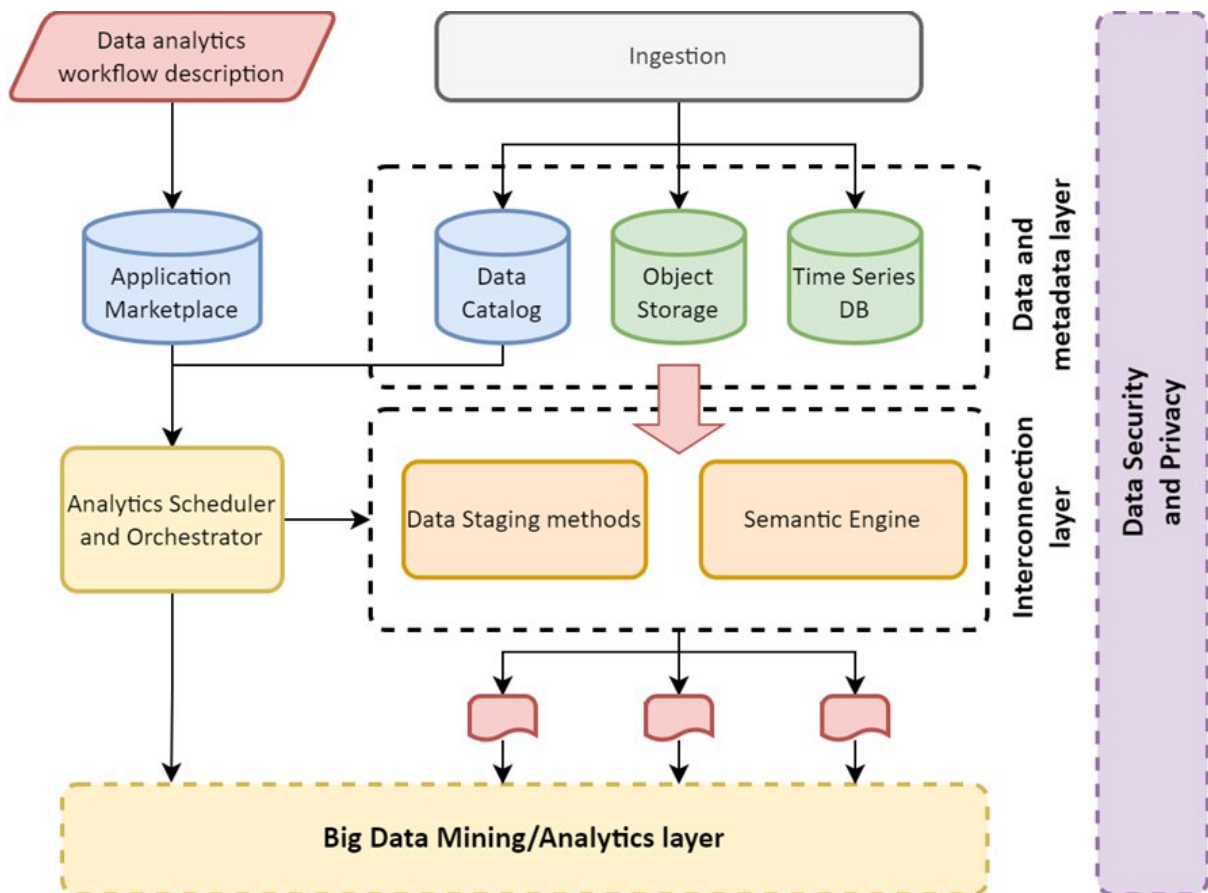 Data analytics
workflow description
Ingestion
Application
Marketplace
Data
Catalog
Object
Storage
Time Series
DB
Data and
metadata layer
Analytics Scheduler
and Orchestrator
Data Staging methods
Semantic Engine
Interconnection
layer
Data Security
and Privacy
Big Data Mining/Analytics layer